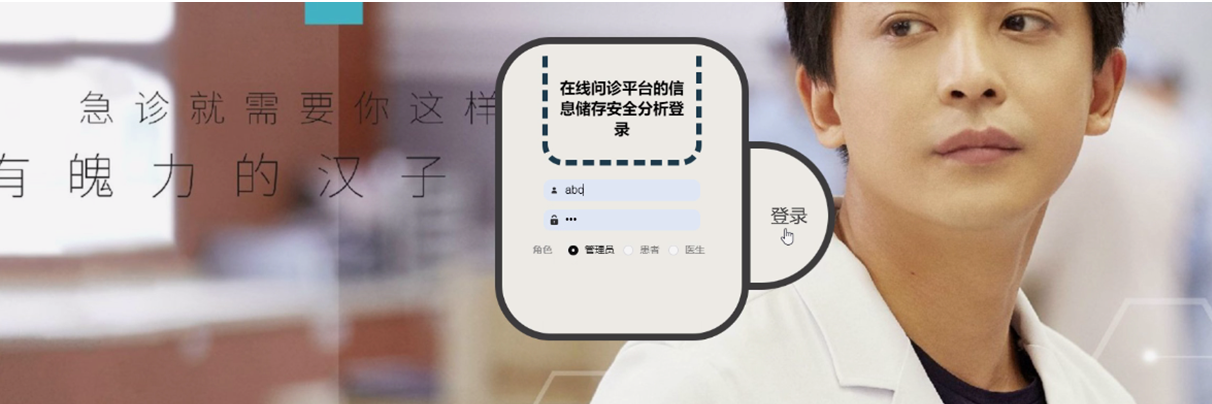 急诊就需要你这样
有魄力的汉子
在线问诊平台的信
息储存安全分析登
录
abc
•••
角色 管理员 患者 医生
登录